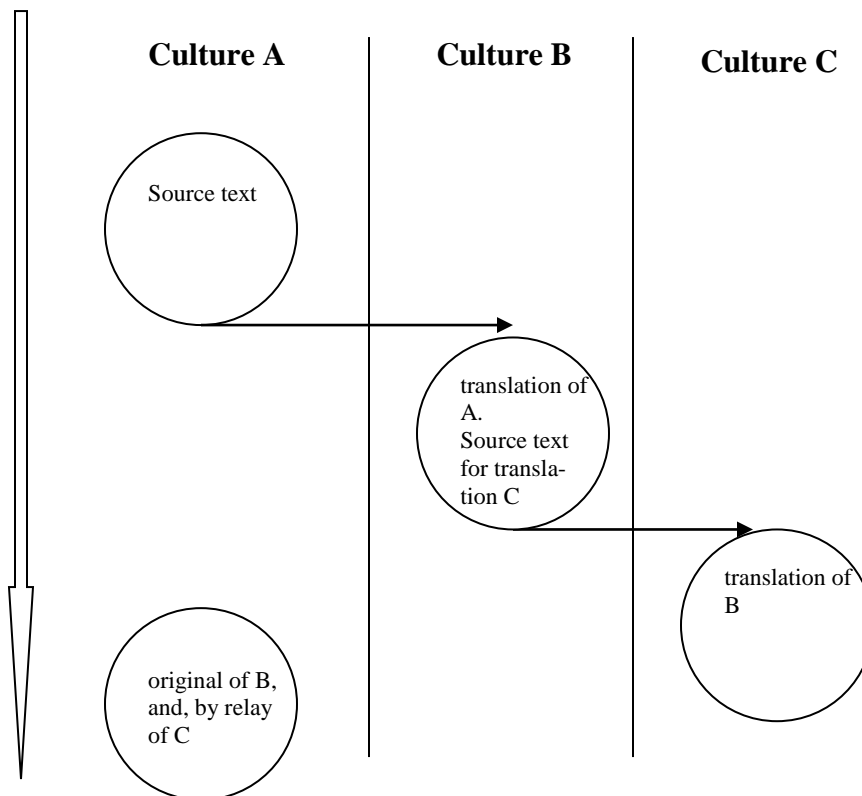 Culture A
Culture B
Culture C
Source text
translation of
A.
Source text
for transla-
tion C
translation of
B
original of B,
and, by relay
of C